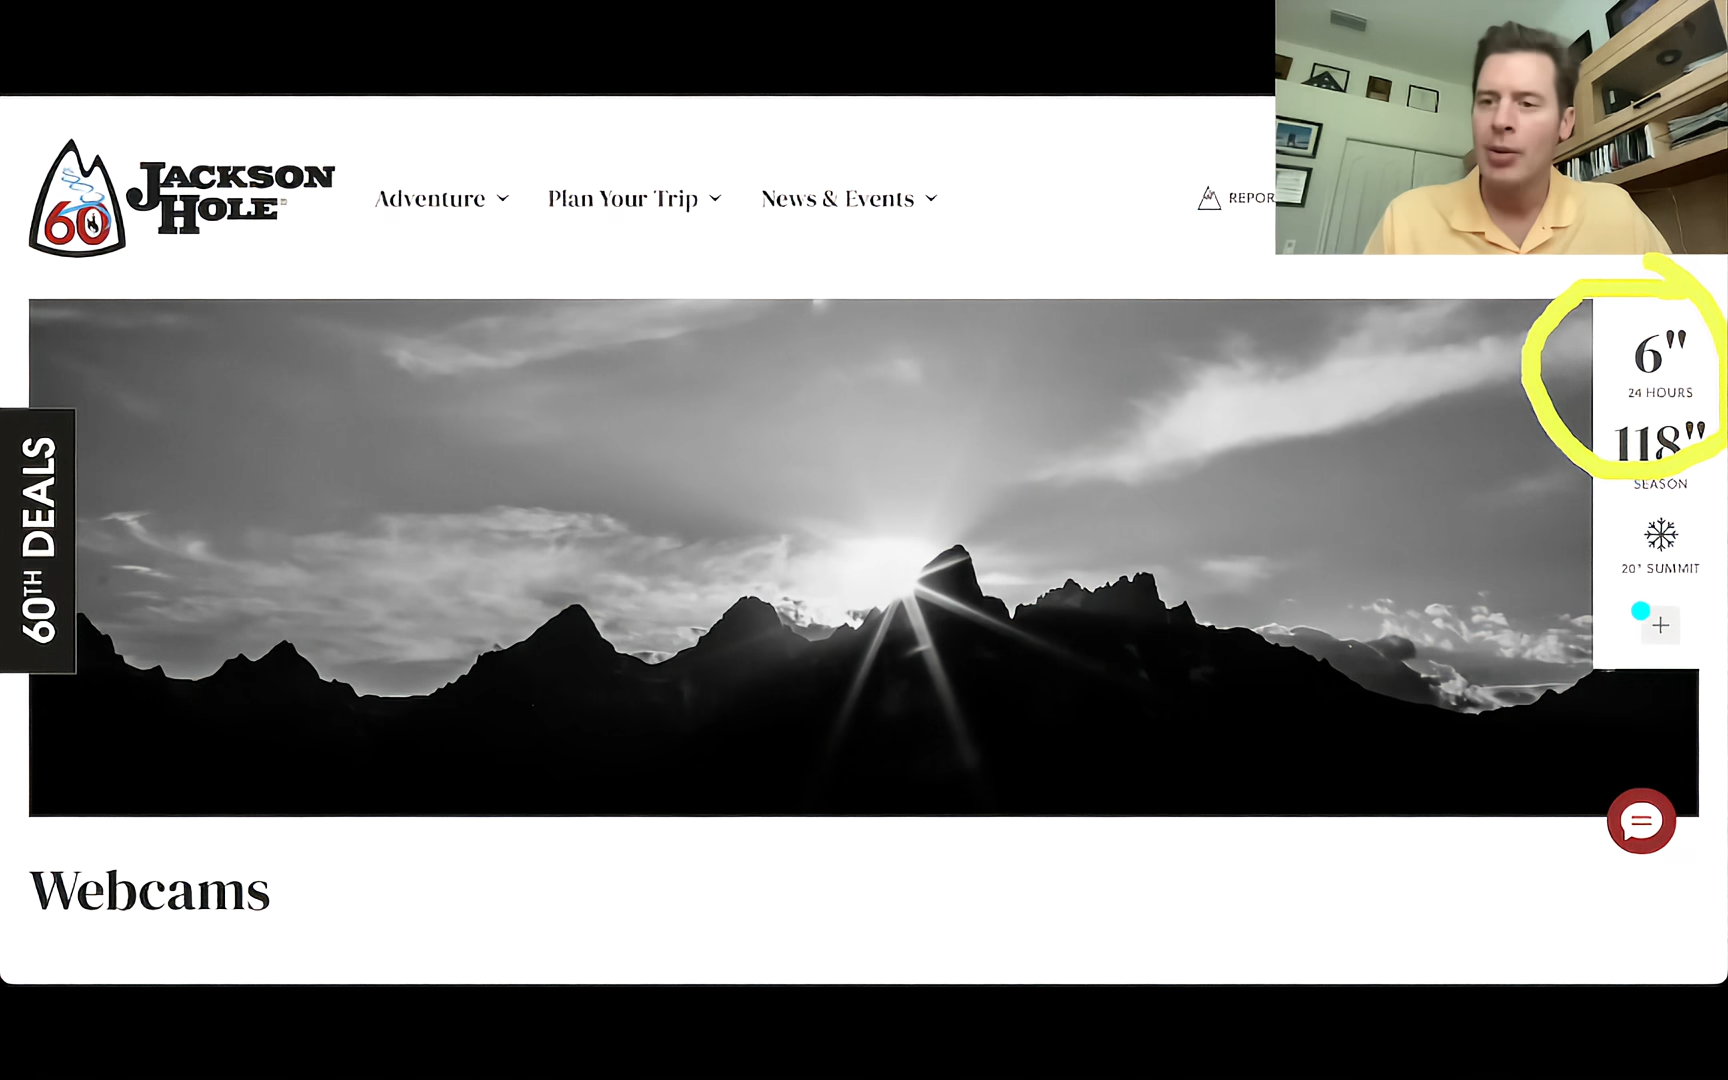 JACKSON
HOLE
60
Adventure
Plan Your Trip
News & Events
REPOR
6"
24 HOURS
118"
SEASON
20° SUMMIT
60TH DEALS
Webcams